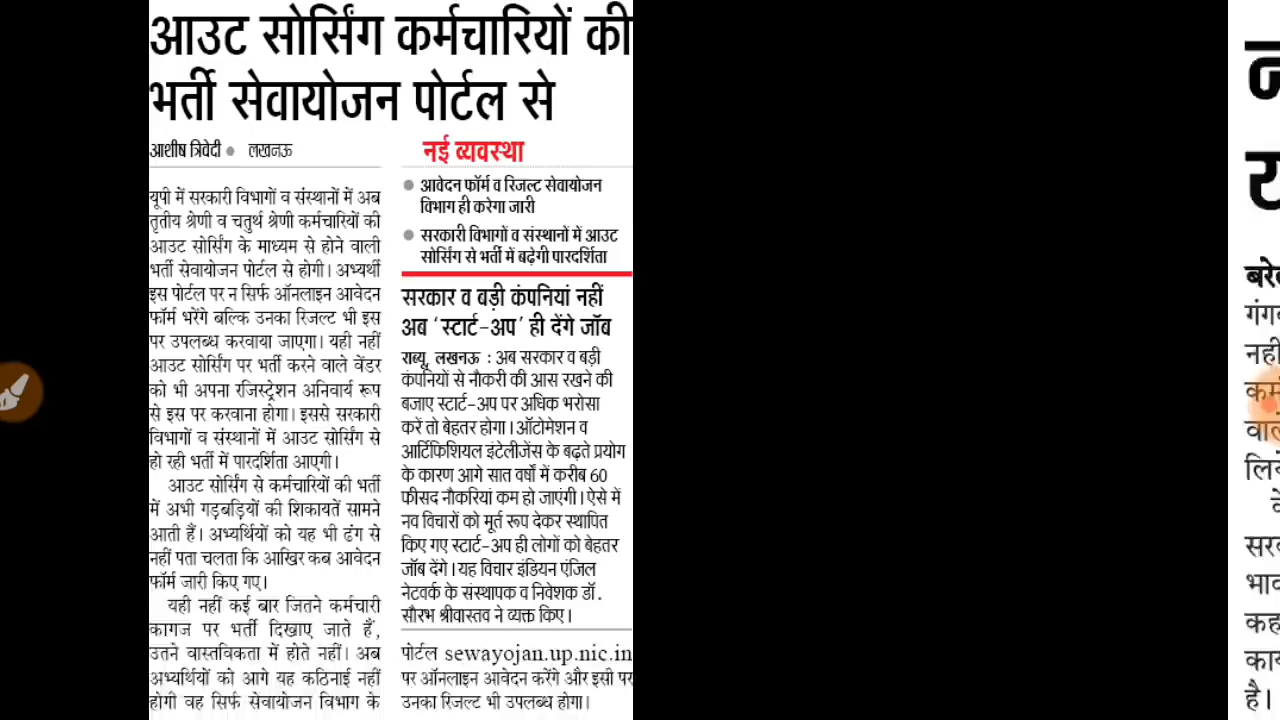 आउट सोर्सिंग कर्मचारियों की
भर्ती सेवायोजन पोर्टल से
आशीष त्रिवेदी ● लखनऊ
यूपी में सरकारी विभागों व संस्थानों में अब
तृतीय श्रेणी व चतुर्थ श्रेणी कर्मचारियों की
आउट सोर्सिंग के माध्यम से होने वाली
भर्ती सेवायोजन पोर्टल से होगी। अभ्यर्थी
इस पोर्टल पर न सिर्फ ऑनलाइन आवेदन
फॉर्म भरेंगे बल्कि उनका रिजल्ट भी इस
पर उपलब्ध करवाया जाएगा। यही नहीं
आउट सोर्सिंग पर भर्ती करने वाले वेंडर
को भी अपना रजिस्ट्रेशन अनिवार्य रूप
से इस पर करवाना होगा। इससे सरकारी
विभागों व संस्थानों में आउट सोर्सिंग से
हो रही भर्ती में पारदर्शिता आएगी।
आउट सोर्सिंग से कर्मचारियों की भर्ती
में अभी गड़बड़ियों की शिकायतें सामने
आती हैं। अभ्यर्थियों को यह भी ढंग से
नहीं पता चलता कि आखिर कब आवेदन
फॉर्म जारी किए गए।
यही नहीं कई बार जितने कर्मचारी
कागज पर भर्ती दिखाए जाते हैं,
उतने वास्तविकता में होते नहीं। अब
अभ्यर्थियों को आगे यह कठिनाई नहीं
होगी वह सिर्फ सेवायोजन विभाग के
नई व्यवस्था
● आवेदन फॉर्म व रिजल्ट सेवायोजन
विभाग ही करेगा जारी
● सरकारी विभागों व संस्थानों में आउट
सोर्सिंग से भर्ती में बढ़ेगी पारदर्शिता
सरकार व बड़ी कंपनियां नहीं
अब 'स्टार्ट-अप' ही देंगे जॉब
राब्यू, लखनऊ : अब सरकार व बड़ी
कंपनियों से नौकरी की आस रखने की
बजाए स्टार्ट-अप पर अधिक भरोसा
करें तो बेहतर होगा। ऑटोमेशन व
आर्टिफिशियल इंटेलीजेंस के बढ़ते प्रयोग
के कारण आगे सात वर्षों में करीब 60
फीसद नौकरियां कम हो जाएंगी। ऐसे में
नव विचारों को मूर्त रूप देकर स्थापित
किए गए स्टार्ट-अप ही लोगों को बेहतर
जॉब देंगे। यह विचार इंडियन एंजिल
नेटवर्क के संस्थापक व निवेशक डॉ.
सौरभ श्रीवास्तव ने व्यक्त किए।
पोर्टल sewayojan.up.nic.in
पर ऑनलाइन आवेदन करेंगे और इसी पर
उनका रिजल्ट भी उपलब्ध होगा।
है।